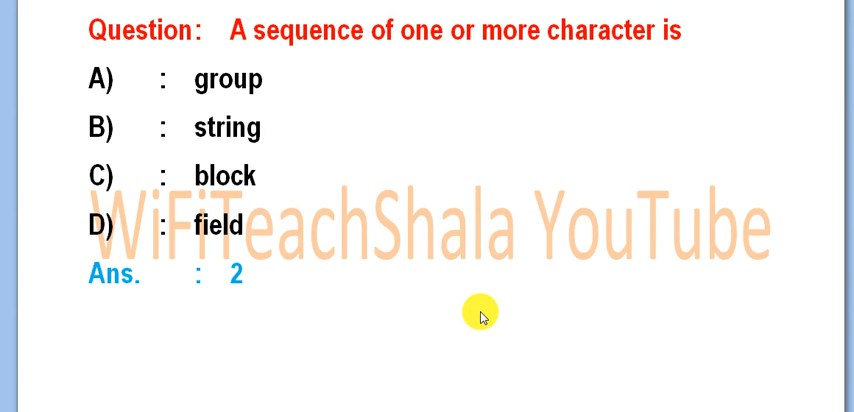 Question: A sequence of one or more character is
A) : group
B) : string
C) : block
WiFiTeachShala YouTube
D) : field
Ans. : 2